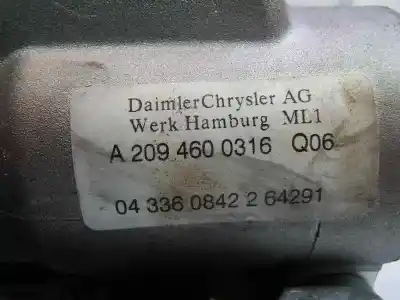 DaimlerChrysler AG
Werk Hamburg ML1
A 209 460 0316 Q06
04 336 0842 2 64291